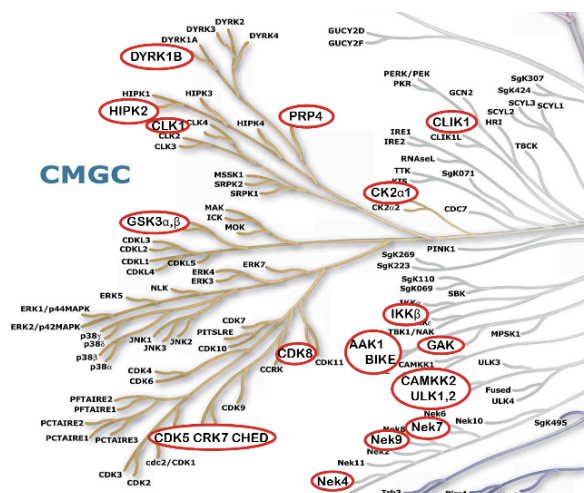 DYRK2
DYRK3
DYRK1A
DYRK4
DYRK1B
GUCY2D
GUCY2F
PERK/PEK
PKR
GCN2
SgK307
SgK424
SCYL3
SCYL1
SCYL2
HRI
HIPK1
HIPK3
HIPK2
CLK1
CLK4
CLK2
CLK3
HIPK4
PRP4
CLIK1
CLIK1L
IRE1
IRE2
TBCK
RNAseL
CMGC
MSSK1
SRPK2
SRPK1
TTK
SgK071
CK2α1
CK2α2
CDC7
MAK
ICK
MOK
GSK3α,β
CDKL3
CDKL2
CDKL1
CDKL5
CDKL4
PINK1
SgK269
SgK223
ERK7
ERK4
ERK3
NLK
ERK5
SgK110
SgK069
SBK
ERK1/p44MAPK
ERK2/p42MAPK
p38γ
p38δ
p38β
p38α
JNK1
JNK3
JNK2
CDK7
PITSLRE
CDK10
CDK8
CDK11
CCRK
IKKβ
TBK1/NAK
MPSK1
AAK1
BIKE
GAK
CAMKK1
CAMKK2
ULK1,2
ULK3
Fused
ULK4
CDK4
CDK6
PFTAIRE2
PFTAIRE1
CDK9
PCTAIRE2
PCTAIRE1
PCTAIRE3
CDK5 CRK7 CHED
cdc2/CDK1
CDK3
CDK2
Nek6
Nek7
Nek10
Nek8
Nek9
Nek2
SgK495
Nek11
Nek4